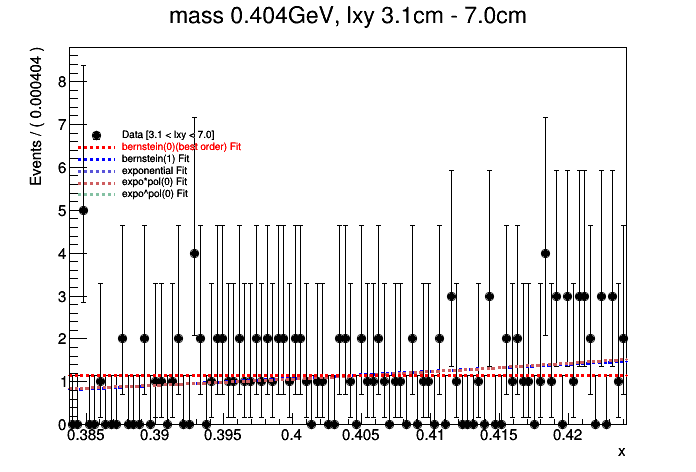 mass 0.404GeV, lxy 3.1cm - 7.0cm
Events / ( 0.000404 )
8
7
6
5
4
3
2
1
0
Data [3.1 < lxy < 7.0]
bernstein(0)(best order) Fit
bernstein(1) Fit
exponential Fit
expo*pol(0) Fit
expo^pol(0) Fit
0.385 0.39 0.395 0.4 0.405 0.41 0.415 0.42
x